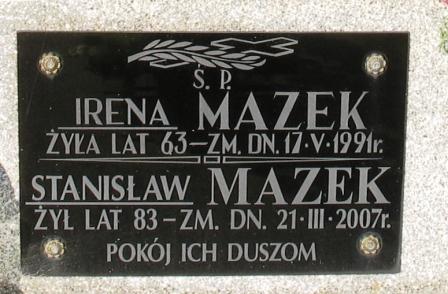 Ś. P.
IRENA MAZEK
ŻYŁA LAT 63 – ZM. DN. 17·V·1991r.
STANISŁAW MAZEK
ŻYŁ LAT 83 – ZM. DN. 21·III·2007r.
POKÓJ ICH DUSZOM